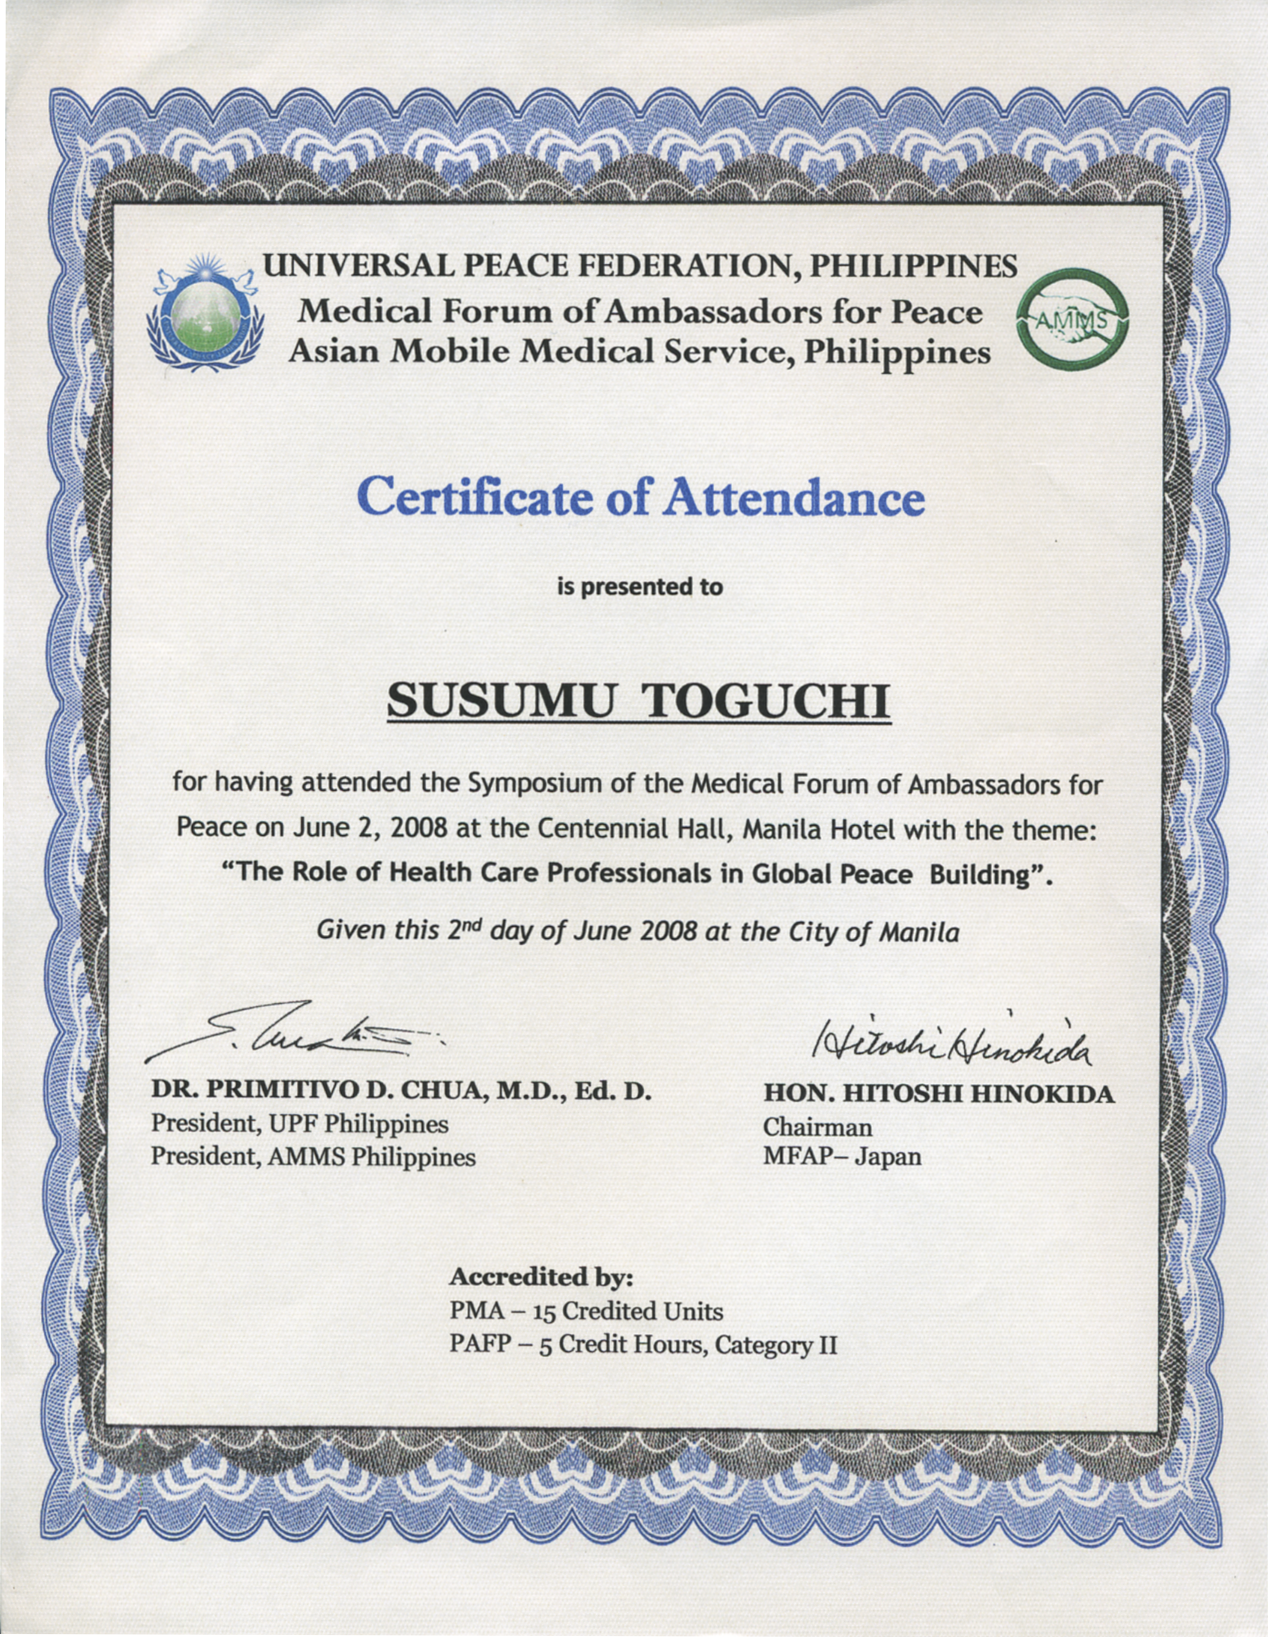 UNIVERSAL PEACE FEDERATION, PHILIPPINES
Medical Forum of Ambassadors for Peace
Asian Mobile Medical Service, Philippines
AMMS
Certificate of Attendance
is presented to
SUSUMU TOGUCHI
for having attended the Symposium of the Medical Forum of Ambassadors for
Peace on June 2, 2008 at the Centennial Hall, Manila Hotel with the theme:
“The Role of Health Care Professionals in Global Peace Building”.
Given this 2nd day of June 2008 at the City of Manila
Hitoshi Hinokida
DR. PRIMITIVO D. CHUA, M.D., Ed. D.
President, UPF Philippines
President, AMMS Philippines
HON. HITOSHI HINOKIDA
Chairman
MFAP– Japan
Accredited by:
PMA – 15 Credited Units
PAFP – 5 Credit Hours, Category II